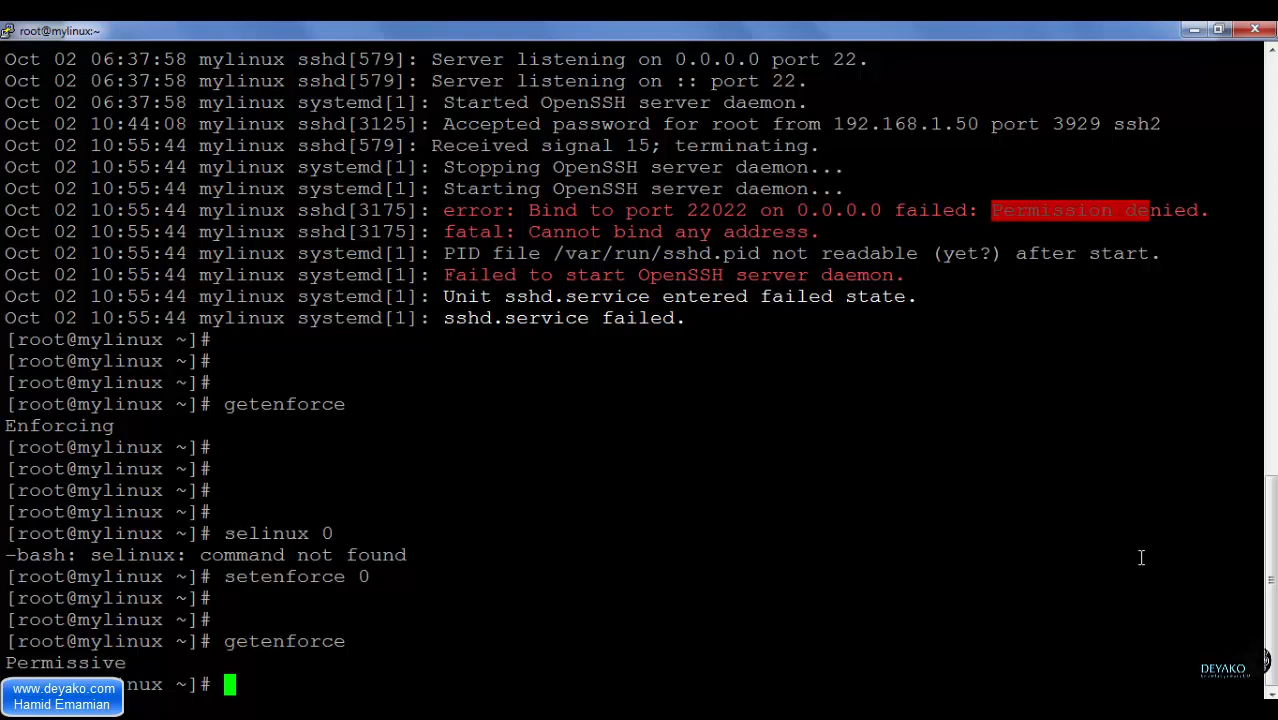 root@mylinux:~
Oct 02 06:37:58 mylinux sshd[579]: Server listening on 0.0.0.0 port 22.
Oct 02 06:37:58 mylinux sshd[579]: Server listening on :: port 22.
Oct 02 06:37:58 mylinux systemd[1]: Started OpenSSH server daemon.
Oct 02 10:44:08 mylinux sshd[3125]: Accepted password for root from 192.168.1.50 port 3929 ssh2
Oct 02 10:55:44 mylinux sshd[579]: Received signal 15; terminating.
Oct 02 10:55:44 mylinux systemd[1]: Stopping OpenSSH server daemon...
Oct 02 10:55:44 mylinux systemd[1]: Starting OpenSSH server daemon...
Oct 02 10:55:44 mylinux sshd[3175]: error: Bind to port 22022 on 0.0.0.0 failed: Permission denied.
Oct 02 10:55:44 mylinux sshd[3175]: fatal: Cannot bind any address.
Oct 02 10:55:44 mylinux systemd[1]: PID file /var/run/sshd.pid not readable (yet?) after start.
Oct 02 10:55:44 mylinux systemd[1]: Failed to start OpenSSH server daemon.
Oct 02 10:55:44 mylinux systemd[1]: Unit sshd.service entered failed state.
Oct 02 10:55:44 mylinux systemd[1]: sshd.service failed.
[root@mylinux ~]#
[root@mylinux ~]#
[root@mylinux ~]#
[root@mylinux ~]# getenforce
Enforcing
[root@mylinux ~]#
[root@mylinux ~]#
[root@mylinux ~]#
[root@mylinux ~]#
[root@mylinux ~]# selinux 0
-bash: selinux: command not found
[root@mylinux ~]# setenforce 0
[root@mylinux ~]#
[root@mylinux ~]#
[root@mylinux ~]# getenforce
Permissive
inux ~]#
www.deyako.com
Hamid Emamian
DEYAKO